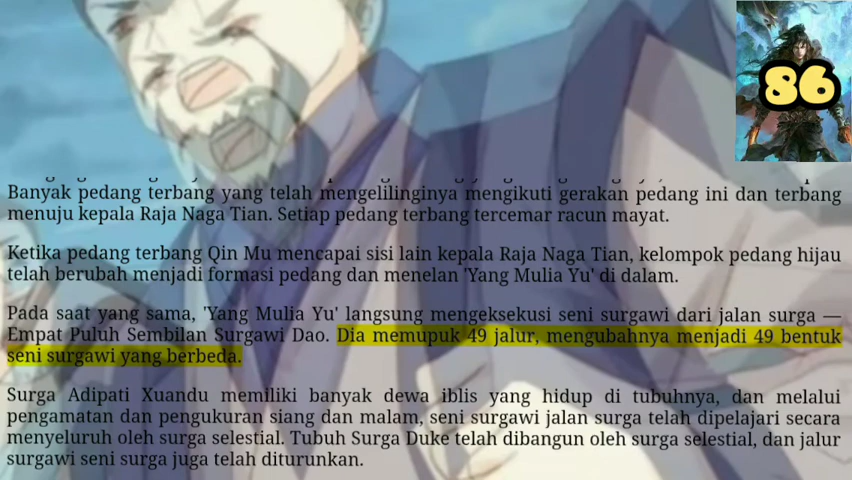 86
Banyak pedang terbang yang telah mengelilinginya mengikuti gerakan pedang ini dan terbang
menuju kepala Raja Naga Tian. Setiap pedang terbang tercemar racun mayat.
Ketika pedang terbang Qin Mu mencapai sisi lain kepala Raja Naga Tian, kelompok pedang hijau
telah berubah menjadi formasi pedang dan menelan 'Yang Mulia Yu' di dalam.
Pada saat yang sama, 'Yang Mulia Yu' langsung mengeksekusi seni surgawi dari jalan surga —
Empat Puluh Sembilan Surgawi Dao. Dia memupuk 49 jalur, mengubahnya menjadi 49 bentuk
seni surgawi yang berbeda.
Surga Adipati Xuandu memiliki banyak dewa iblis yang hidup di tubuhnya, dan melalui
pengamatan dan pengukuran siang dan malam, seni surgawi jalan surga telah dipelajari secara
menyeluruh oleh surga selestial. Tubuh Surga Duke telah dibangun oleh surga selestial, dan jalur
surgawi seni surga juga telah diturunkan.